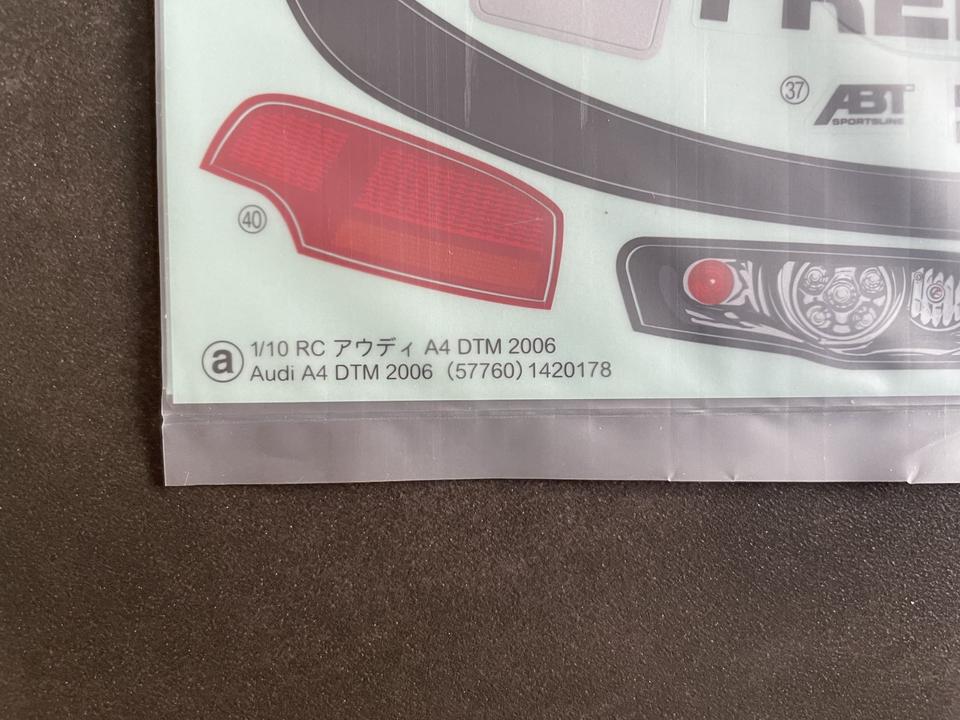 37
ABT
SPORTSLINE
40
a
1/10 RC アウディ A4 DTM 2006
Audi A4 DTM 2006 (57760) 1420178